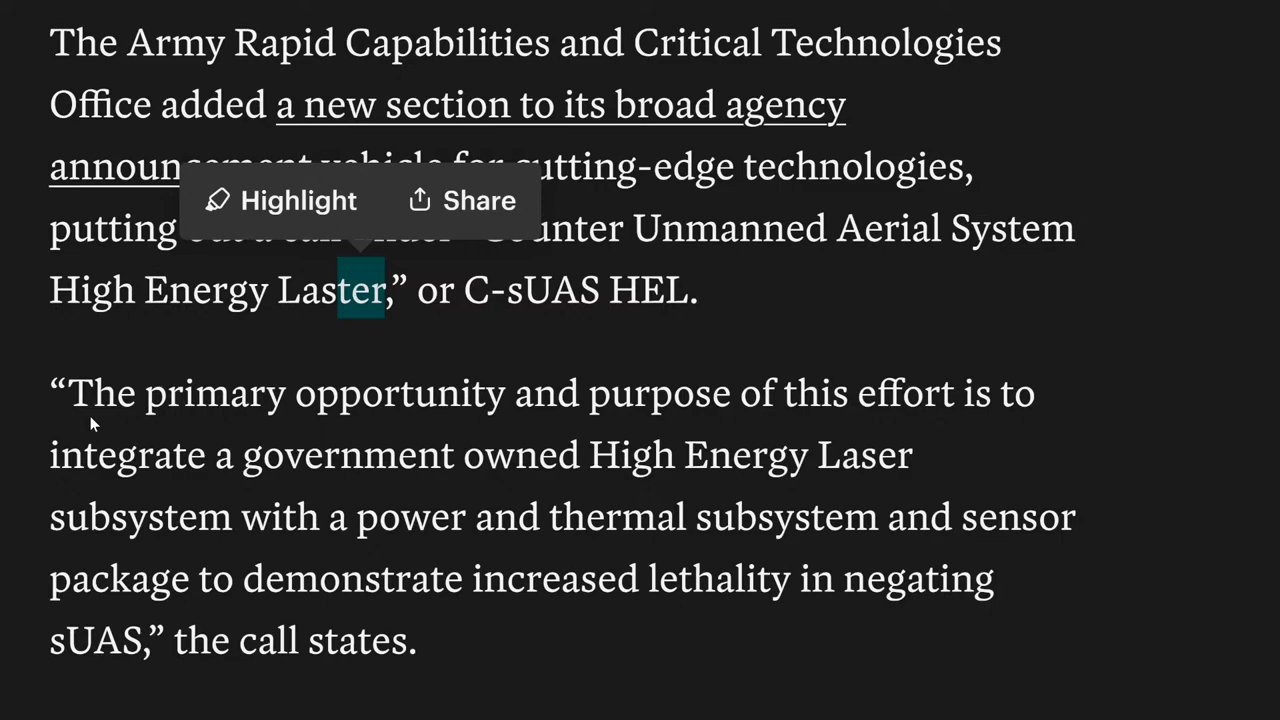 The Army Rapid Capabilities and Critical Technologies
Office added a new section to its broad agency
cutting-edge technologies,
Highlight Share
putting Counter Unmanned Aerial System
High Energy Laster,” or C-sUAS HEL.
“The primary opportunity and purpose of this effort is to
integrate a government owned High Energy Laser
subsystem with a power and thermal subsystem and sensor
package to demonstrate increased lethality in negating
sUAS,” the call states.